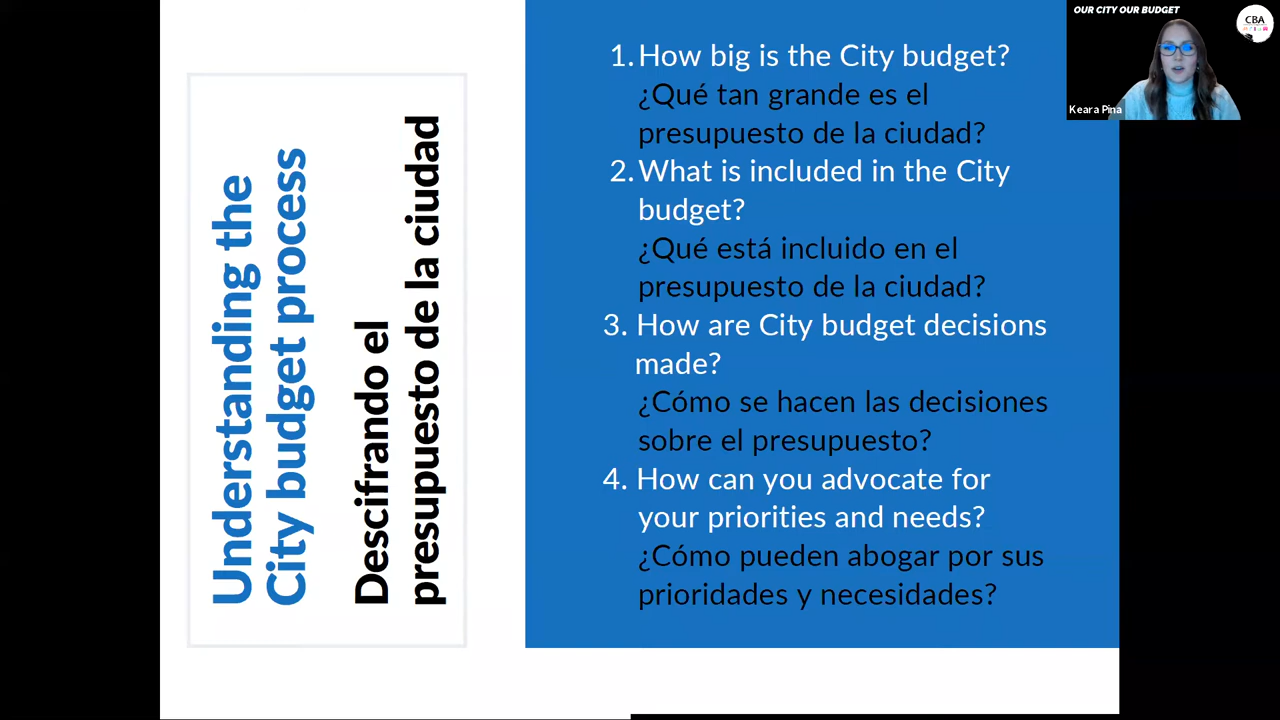 Understanding the
City budget process
Descifrando el
presupuesto de la ciudad
1. How big is the City budget?
¿Qué tan grande es el
presupuesto de la ciudad?
2. What is included in the City
budget?
¿Qué está incluido en el
presupuesto de la ciudad?
3. How are City budget decisions
made?
¿Cómo se hacen las decisiones
sobre el presupuesto?
4. How can you advocate for
your priorities and needs?
¿Cómo pueden abogar por sus
prioridades y necesidades?
OUR CITY OUR BUDGET
CBA
Keara Pina